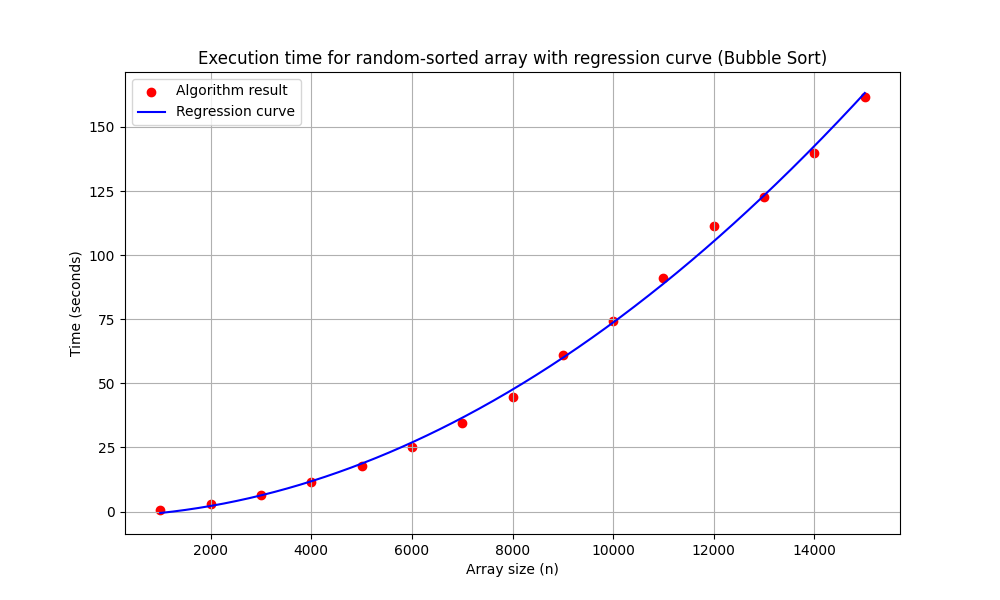 Execution time for random-sorted array with regression curve (Bubble Sort)
Algorithm result
Regression curve
150
125
100
75
50
25
0
Time (seconds)
2000 4000 6000 8000 10000 12000 14000
Array size (n)